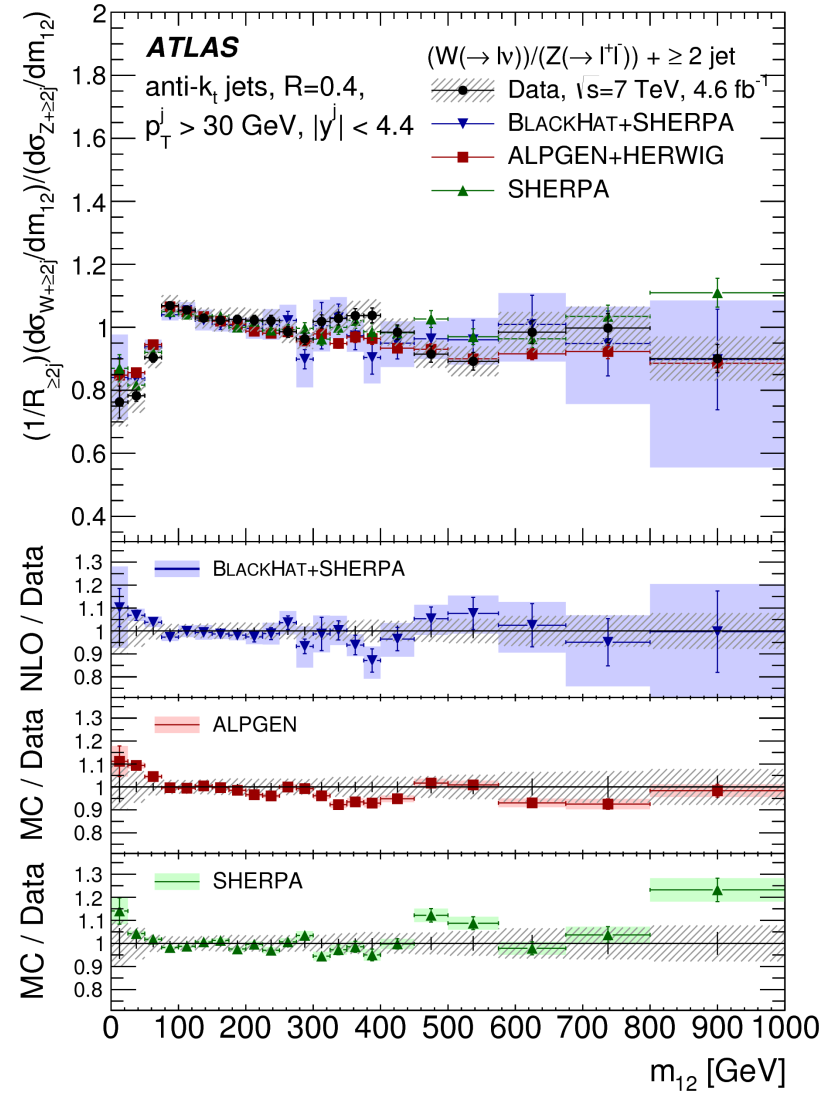 ATLAS
anti-k_t jets, R=0.4,
p_T^j > 30 GeV, |y^j| < 4.4
(W(→ lν))/(Z(→ l⁺l⁻)) + ≥ 2 jet
Data, √s=7 TeV, 4.6 fb⁻¹
BLACKHAT+SHERPA
ALPGEN+HERWIG
SHERPA
(1/R_≥2j)(dσ_W+≥2j/dm_12)/(dσ_Z+≥2j/dm_12)
2
1.8
1.6
1.4
1.2
1
0.8
0.6
0.4
NLO / Data
BLACKHAT+SHERPA
1.3
1.2
1.1
1
0.9
0.8
MC / Data
ALPGEN
1.3
1.2
1.1
1
0.9
0.8
MC / Data
SHERPA
1.3
1.2
1.1
1
0.9
0.8
0 100 200 300 400 500 600 700 800 900 1000
m_12 [GeV]